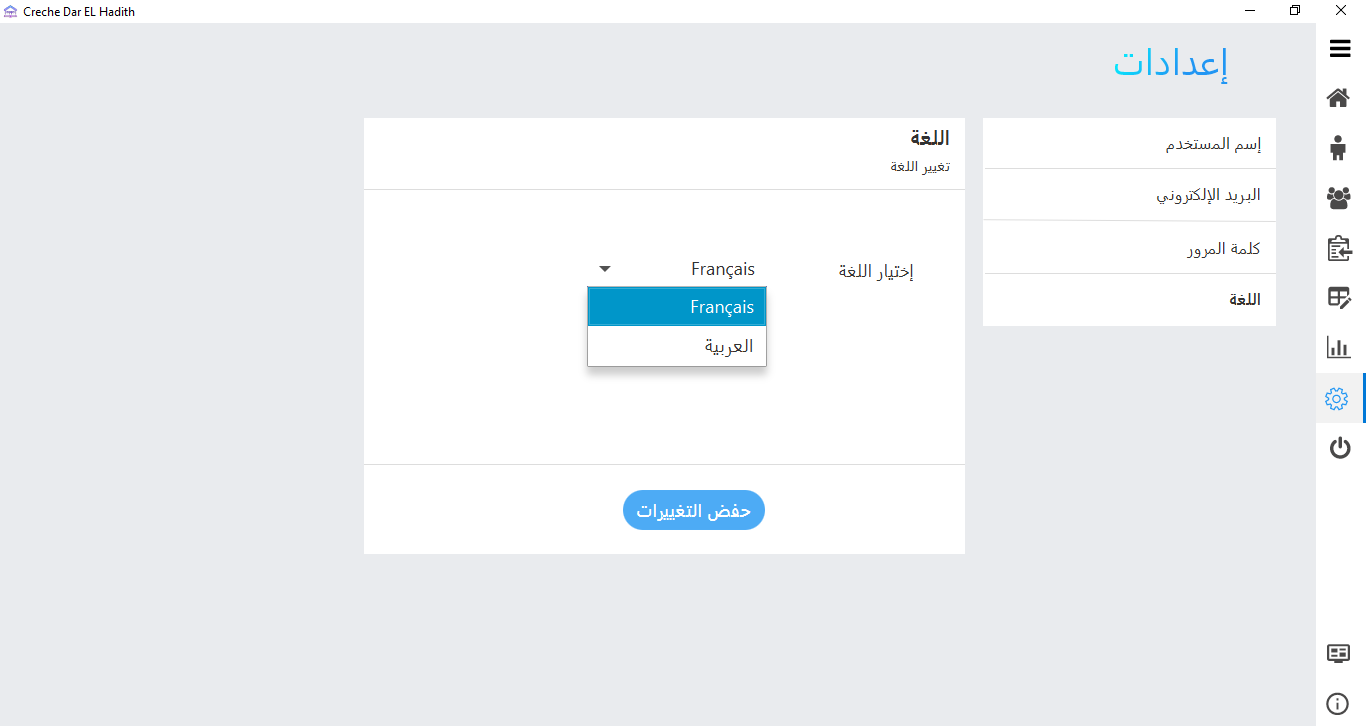 Creche Dar EL Hadith
إعدادات
إسم المستخدم
البريد الإلكتروني
كلمة المرور
اللغة
اللغة
تغيير اللغة
إختيار اللغة
Français
Français
العربية
حفض التغييرات